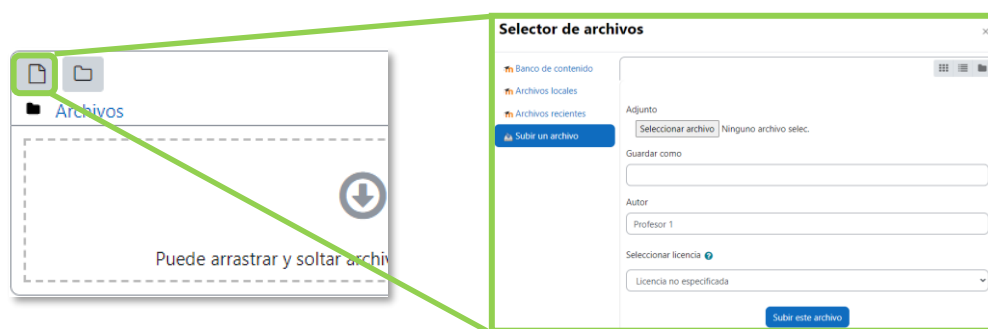 Archivos
Puede arrastrar y soltar
Selector de archivos
×
Banco de contenido
Archivos locales
Archivos recientes
Subir un archivo
Adjunto
Seleccionar archivo Ninguno archivo selec.
Guardar como
Autor
Profesor 1
Seleccionar licencia ?
Licencia no especificada
Subir este archivo